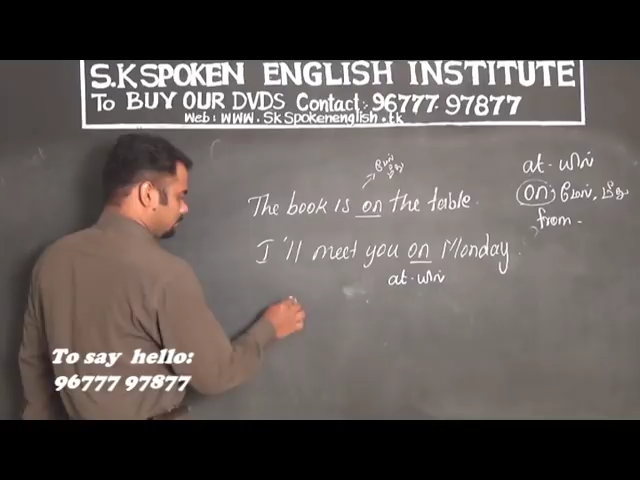 S.K SPOKEN ENGLISH INSTITUTE
To BUY OUR DVDS Contact: 96777 97877
Web: WWW.SkSpokenenglish.tk
மேல்
மீது
The book is on the table.
I'll meet you on Monday.
at - யில்
at - யில்
on; மேல், மீது
from -
To say hello:
96777 97877